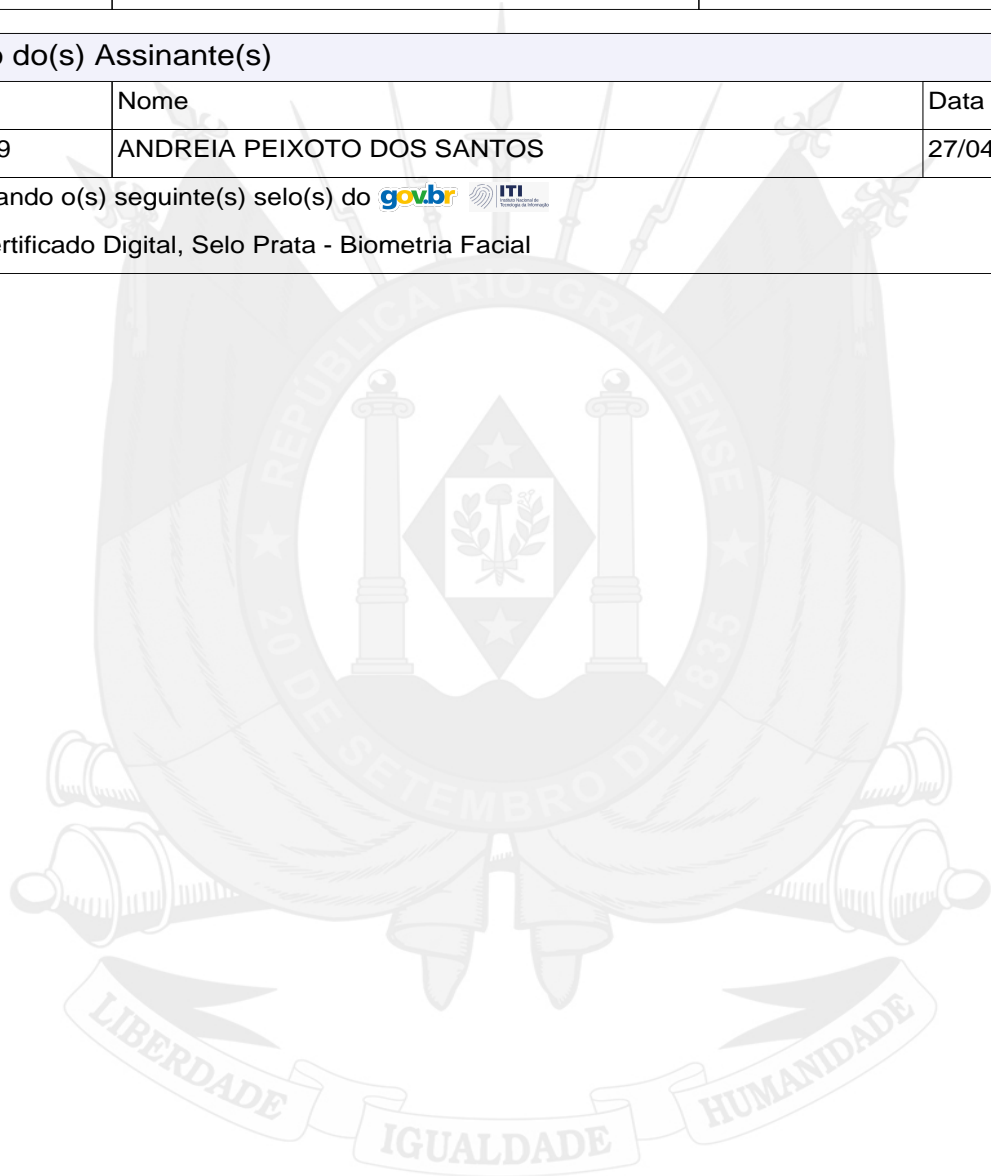 o do(s) Assinante(s)
Nome Data
9 ANDREIA PEIXOTO DOS SANTOS 27/04
ando o(s) seguinte(s) selo(s) do gov.br ITI
ertificado Digital, Selo Prata - Biometria Facial
REPÚBLICA RIO-GRANDENSE
20 DE SETEMBRO DE 1835
LIBERDADE IGUALDADE HUMANIDADE